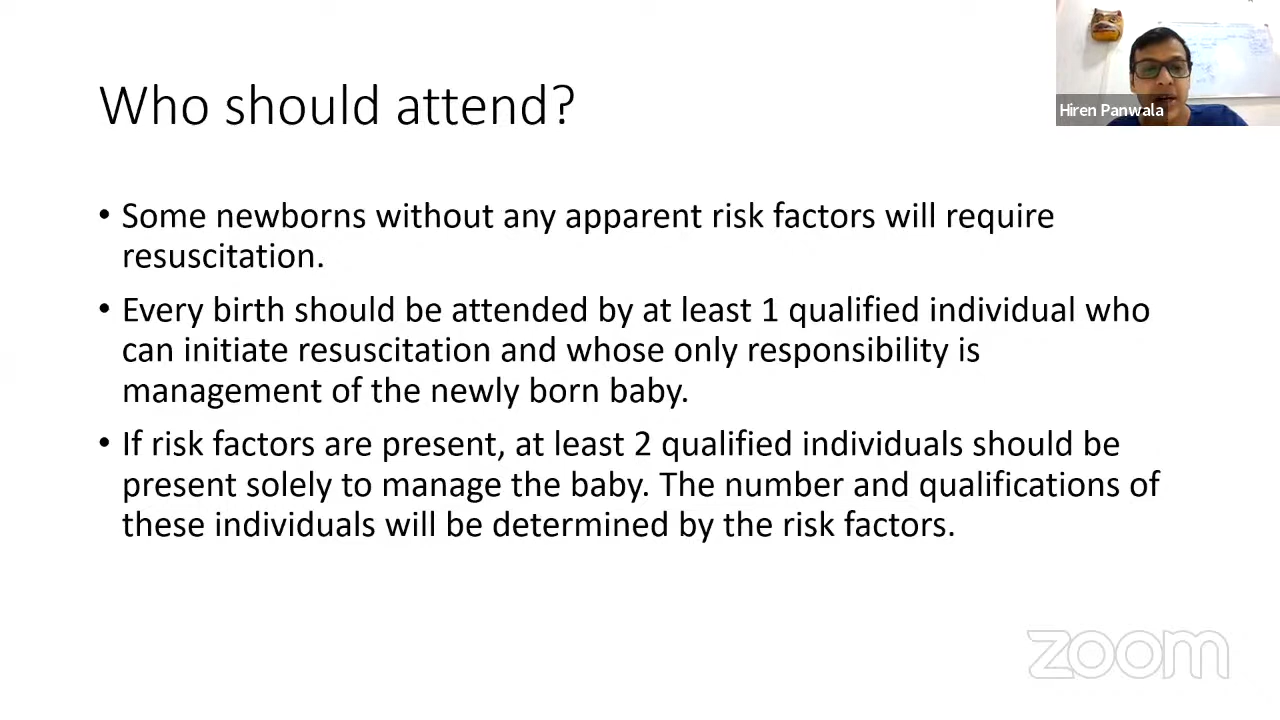 Who should attend?
Hiren Panwala
• Some newborns without any apparent risk factors will require
resuscitation.
• Every birth should be attended by at least 1 qualified individual who
can initiate resuscitation and whose only responsibility is
management of the newly born baby.
• If risk factors are present, at least 2 qualified individuals should be
present solely to manage the baby. The number and qualifications of
these individuals will be determined by the risk factors.
zoom